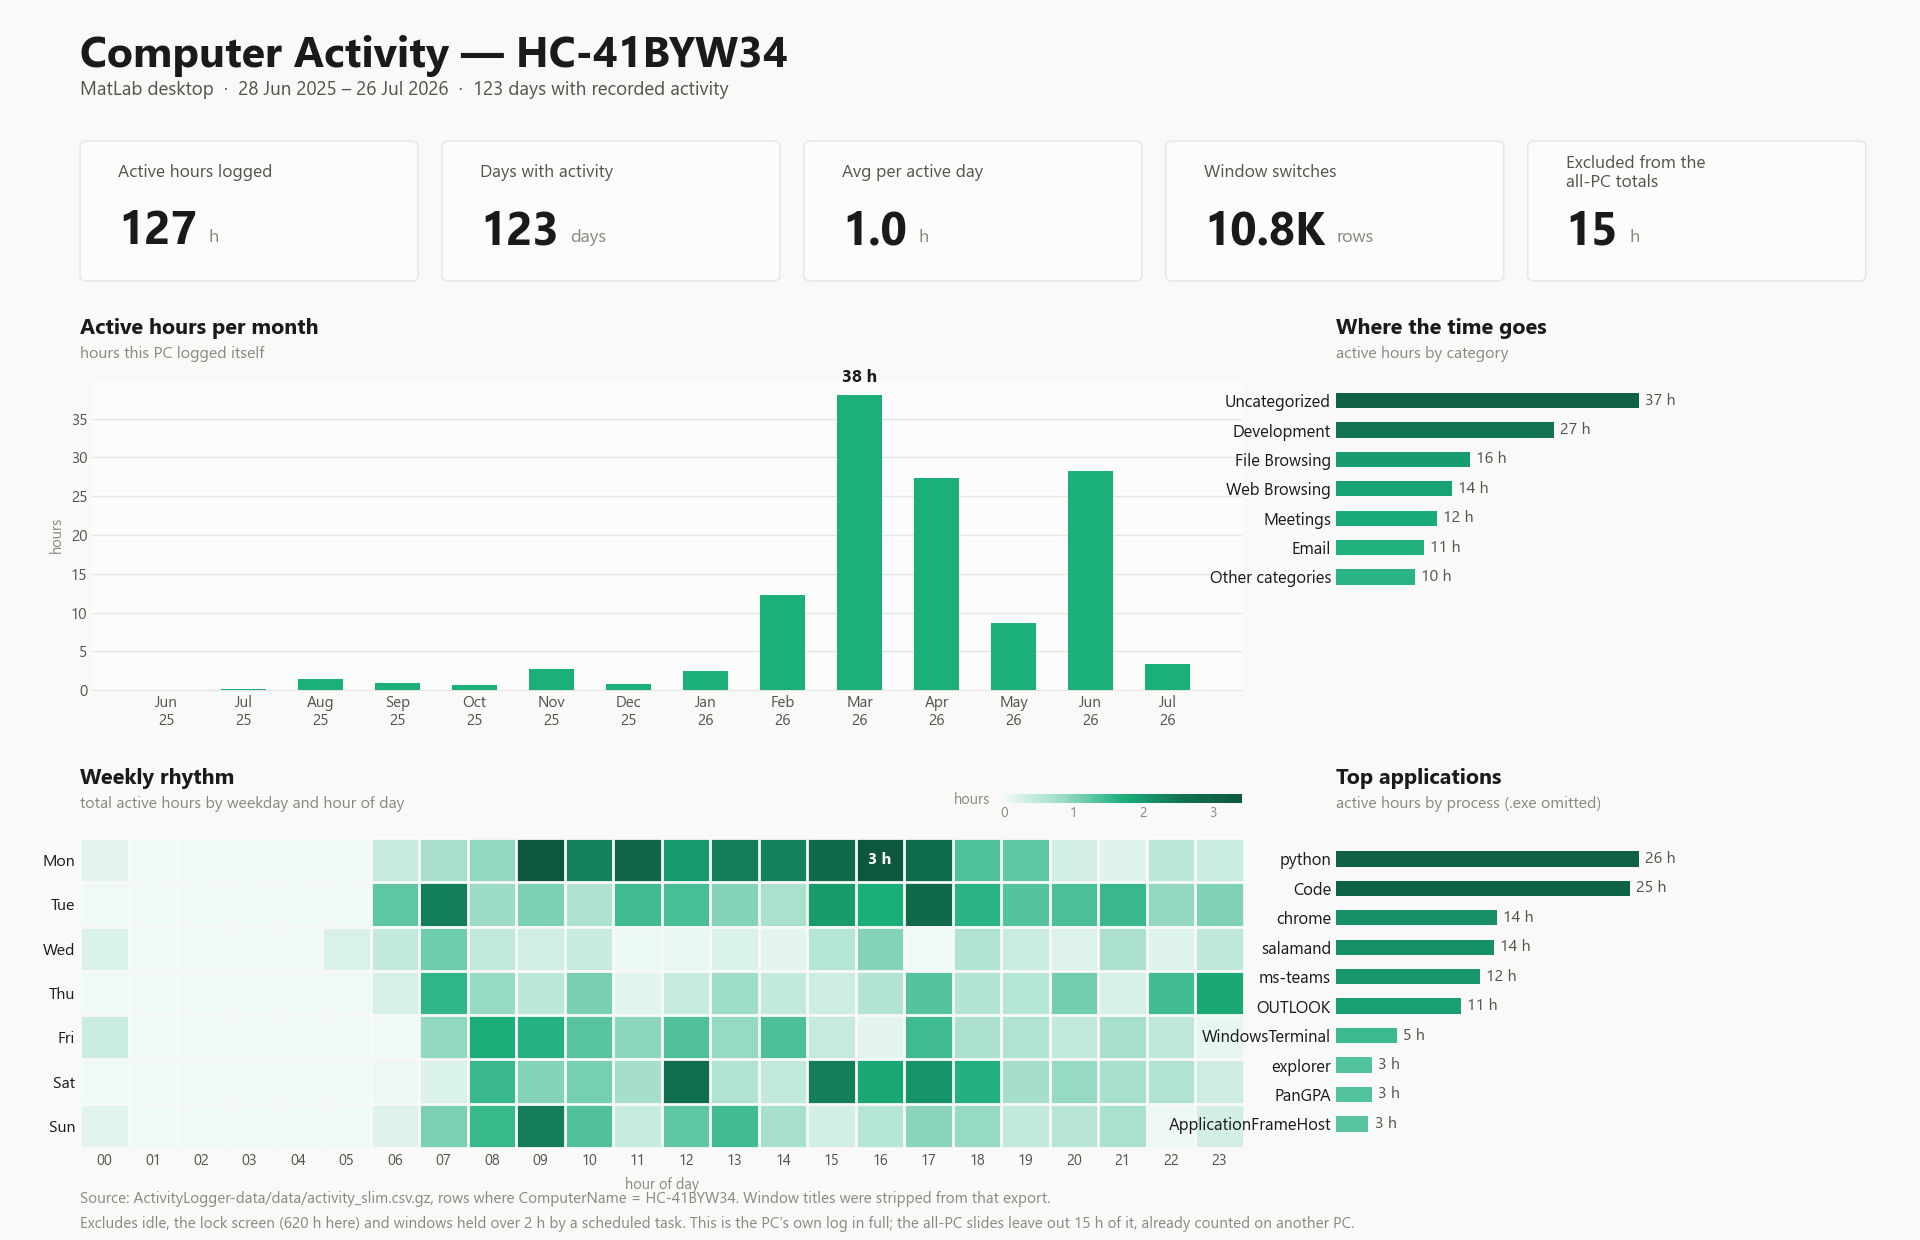 Computer Activity — HC-41BYW34
MatLab desktop · 28 Jun 2025 – 26 Jul 2026 · 123 days with recorded activity
Active hours logged
127 h
Days with activity
123 days
Avg per active day
1.0 h
Window switches
10.8K rows
Excluded from the
all-PC totals
15 h
Active hours per month
hours this PC logged itself
38 h
35
30
25
20
15
10
5
0
hours
Jun Jul Aug Sep Oct Nov Dec Jan Feb Mar Apr May Jun Jul
25 25 25 25 25 25 25 26 26 26 26 26 26 26
Where the time goes
active hours by category
Uncategorized 37 h
Development 27 h
File Browsing 16 h
Web Browsing 14 h
Meetings 12 h
Email 11 h
Other categories 10 h
Weekly rhythm
total active hours by weekday and hour of day
hours
0 1 2 3
Mon 3 h
Tue
Wed
Thu
Fri
Sat
Sun
00 01 02 03 04 05 06 07 08 09 10 11 12 13 14 15 16 17 18 19 20 21 22 23
hour of day
Top applications
active hours by process (.exe omitted)
python 26 h
Code 25 h
chrome 14 h
salamand 14 h
ms-teams 12 h
OUTLOOK 11 h
WindowsTerminal 5 h
explorer 3 h
PanGPA 3 h
ApplicationFrameHost 3 h
Source: ActivityLogger-data/data/activity_slim.csv.gz, rows where ComputerName = HC-41BYW34. Window titles were stripped from that export.
Excludes idle, the lock screen (620 h here) and windows held over 2 h by a scheduled task. This is the PC's own log in full; the all-PC slides leave out 15 h of it, already counted on another PC.